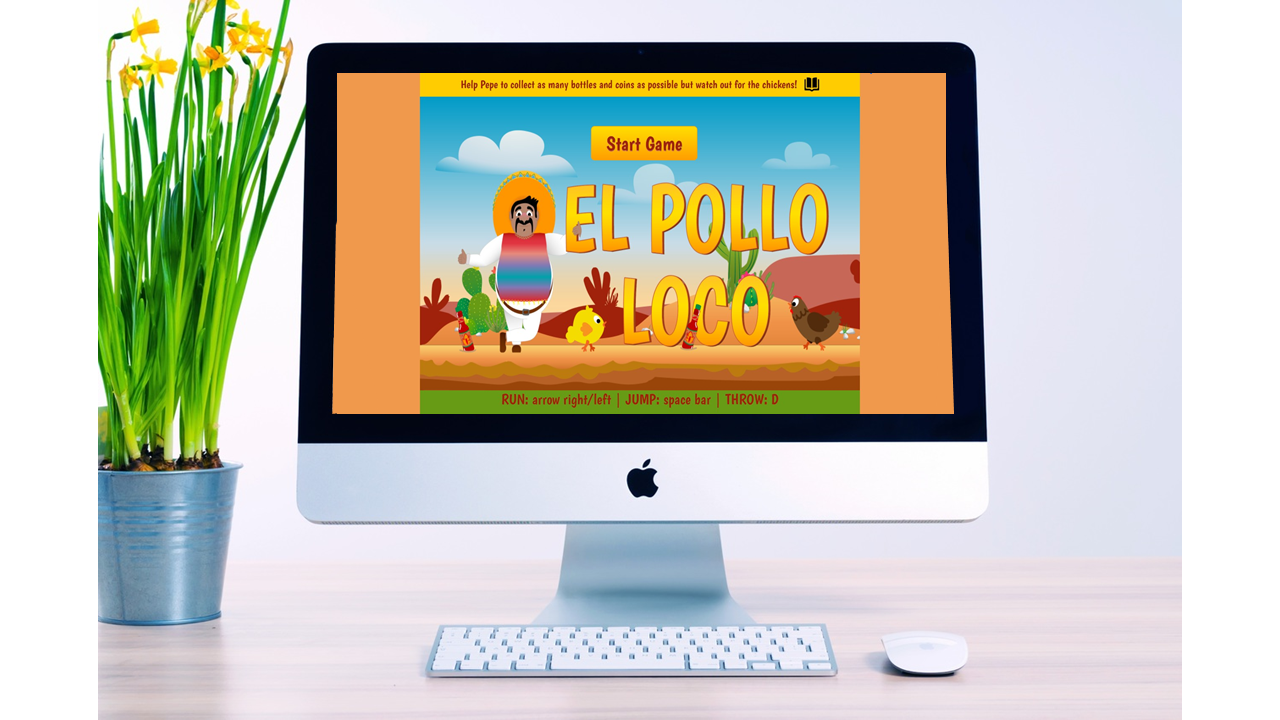 Help Pepe to collect as many bottles and coins as possible but watch out for the chickens!
Start Game
EL POLLO
LOCO
RUN: arrow right/left | JUMP: space bar | THROW: D